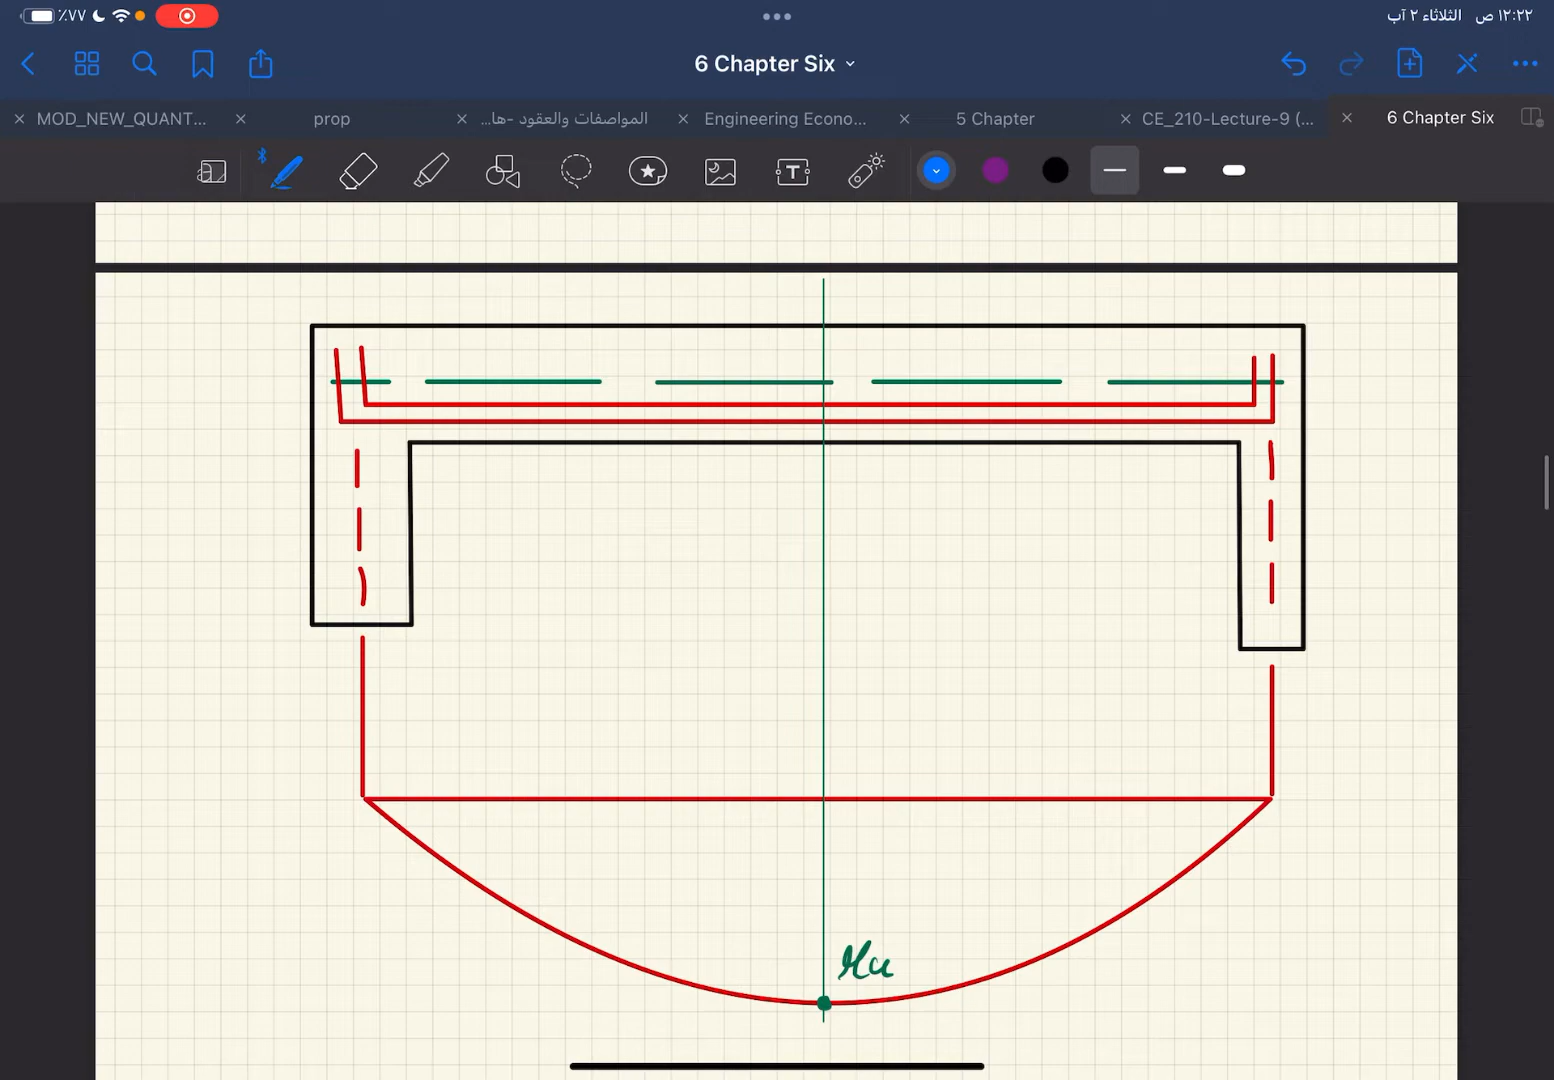 ٪٧٧
١٢:٢٢ ص الثلاثاء ٢ آب
6 Chapter Six
MOD_NEW_QUANT...
prop
المواصفات والعقود -ها...
Engineering Econo...
5 Chapter
CE_210-Lecture-9 (...
6 Chapter Six
T
Mu